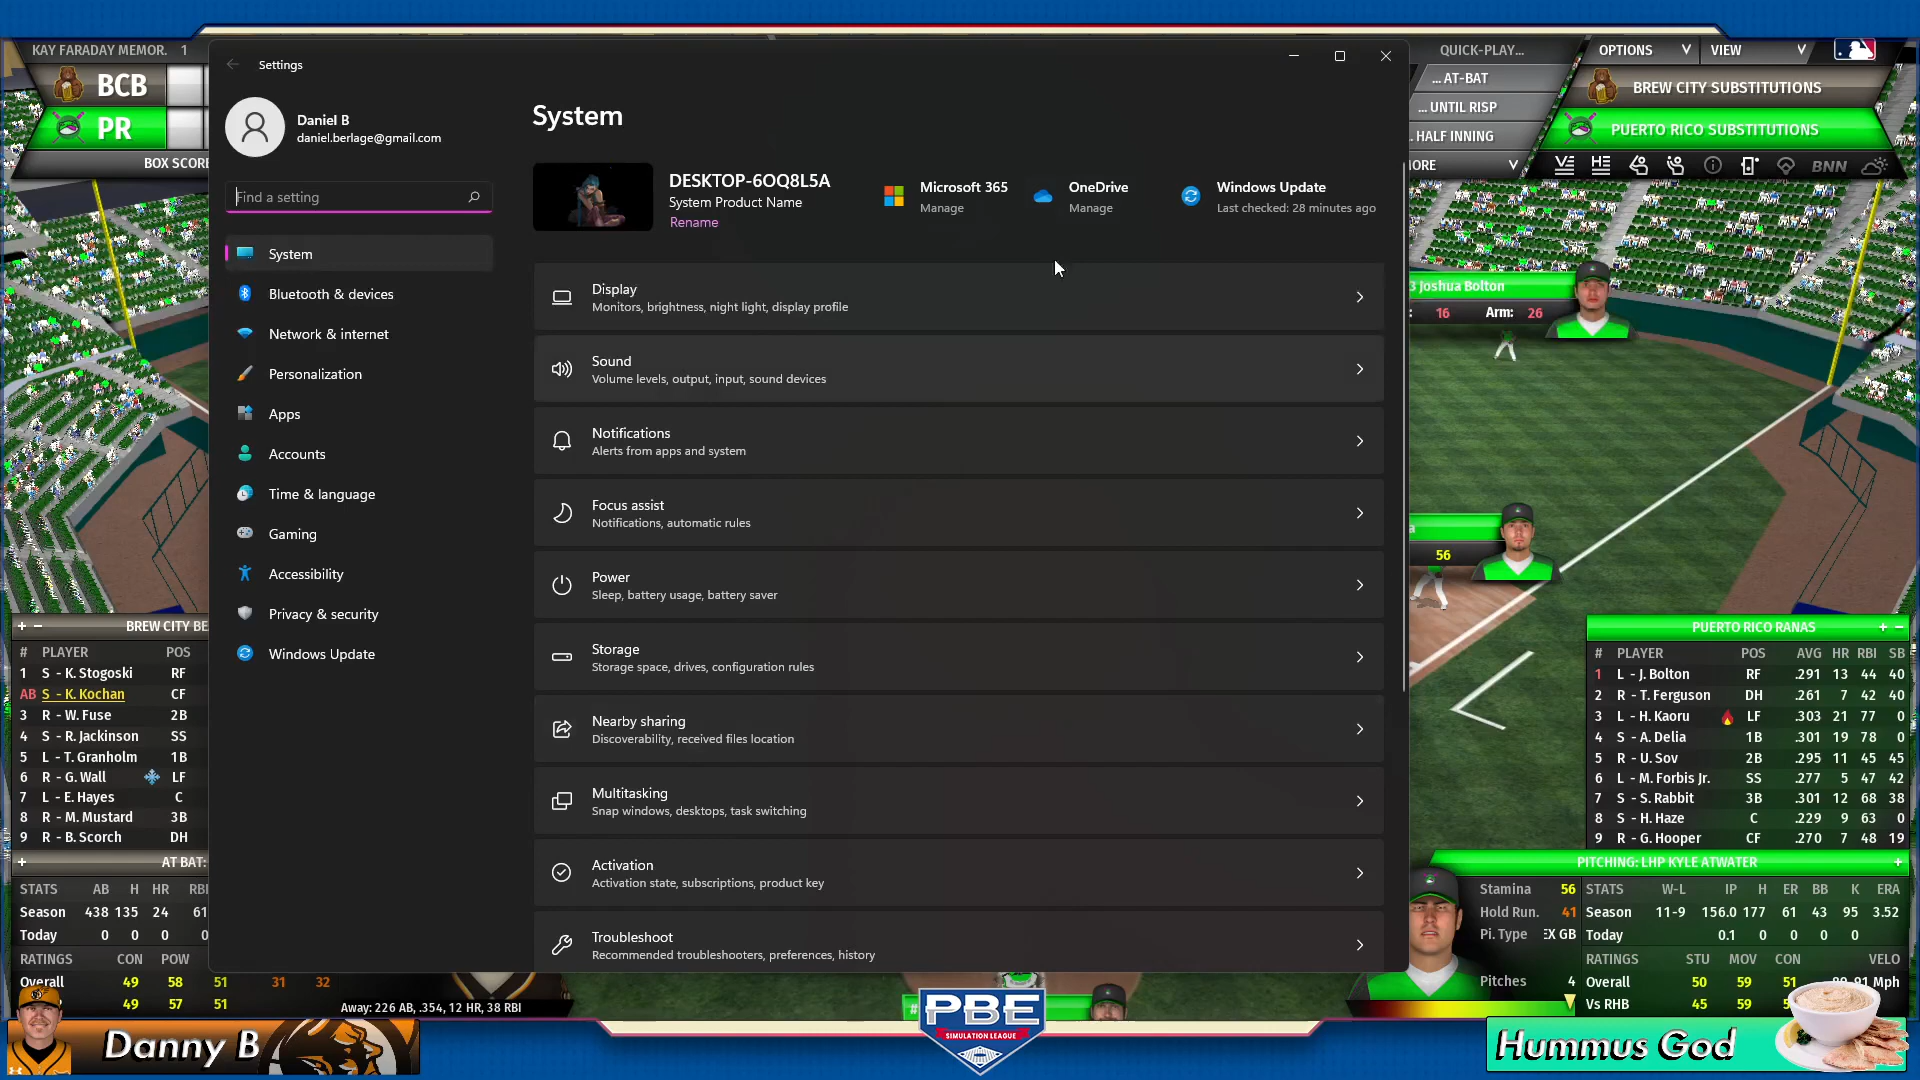 KAY FARADAY MEMOR. 1
BCB
PR
BOX SCORE
Settings
Daniel B
daniel.berlage@gmail.com
Find a setting
System
Bluetooth & devices
Network & internet
Personalization
Apps
Accounts
Time & language
Gaming
Accessibility
Privacy & security
Windows Update
System
DESKTOP-6OQ8L5A
System Product Name
Rename
Microsoft 365
Manage
OneDrive
Manage
Windows Update
Last checked: 28 minutes ago
Display
Monitors, brightness, night light, display profile
Sound
Volume levels, output, input, sound devices
Notifications
Alerts from apps and system
Focus assist
Notifications, automatic rules
Power
Sleep, battery usage, battery saver
Storage
Storage space, drives, configuration rules
Nearby sharing
Discoverability, received files location
Multitasking
Snap windows, desktops, task switching
Activation
Activation state, subscriptions, product key
Troubleshoot
Recommended troubleshooters, preferences, history
QUICK-PLAY...
... AT-BAT
... UNTIL RISP
. HALF INNING
ORE
OPTIONS V VIEW V
BREW CITY SUBSTITUTIONS
PUERTO RICO SUBSTITUTIONS
BNN
3 Joshua Bolton
: 16 Arm: 26
a
56
+ − BREW CITY BE
# PLAYER POS
1 S - K. Stogoski RF
AB S - K. Kochan CF
3 R - W. Fuse 2B
4 S - R. Jackinson SS
5 L - T. Granholm 1B
6 R - G. Wall LF
7 L - E. Hayes C
8 R - M. Mustard 3B
9 R - B. Scorch DH
+ AT BAT:
STATS AB H HR RBI
Season 438 135 24 61
Today 0 0 0 0
RATINGS CON POW
Overall 49 58 51 31 32
49 57 51
Away: 226 AB, .354, 12 HR, 38 RBI
PUERTO RICO RANAS + −
# PLAYER POS AVG HR RBI SB
1 L - J. Bolton RF .291 13 44 40
2 R - T. Ferguson DH .261 7 42 40
3 L - H. Kaoru LF .303 21 77 0
4 S - A. Delia 1B .301 19 78 0
5 R - U. Sov 2B .295 11 45 45
6 L - M. Forbis Jr. SS .277 5 47 42
7 S - S. Rabbit 3B .301 12 68 38
8 S - H. Haze C .229 9 63 0
9 R - G. Hooper CF .270 7 48 19
PITCHING: LHP KYLE ATWATER +
Stamina 56
Hold Run. 41
Pi. Type EX GB
Pitches 4
STATS W-L IP H ER BB K ERA
Season 11-9 156.0 177 61 43 95 3.52
Today 0.1 0 0 0 0
RATINGS STU MOV CON VELO
Overall 50 59 51 91 Mph
Vs RHB 45 59
Danny B
#
PBE
SIMULATION LEAGUE
Hummus God